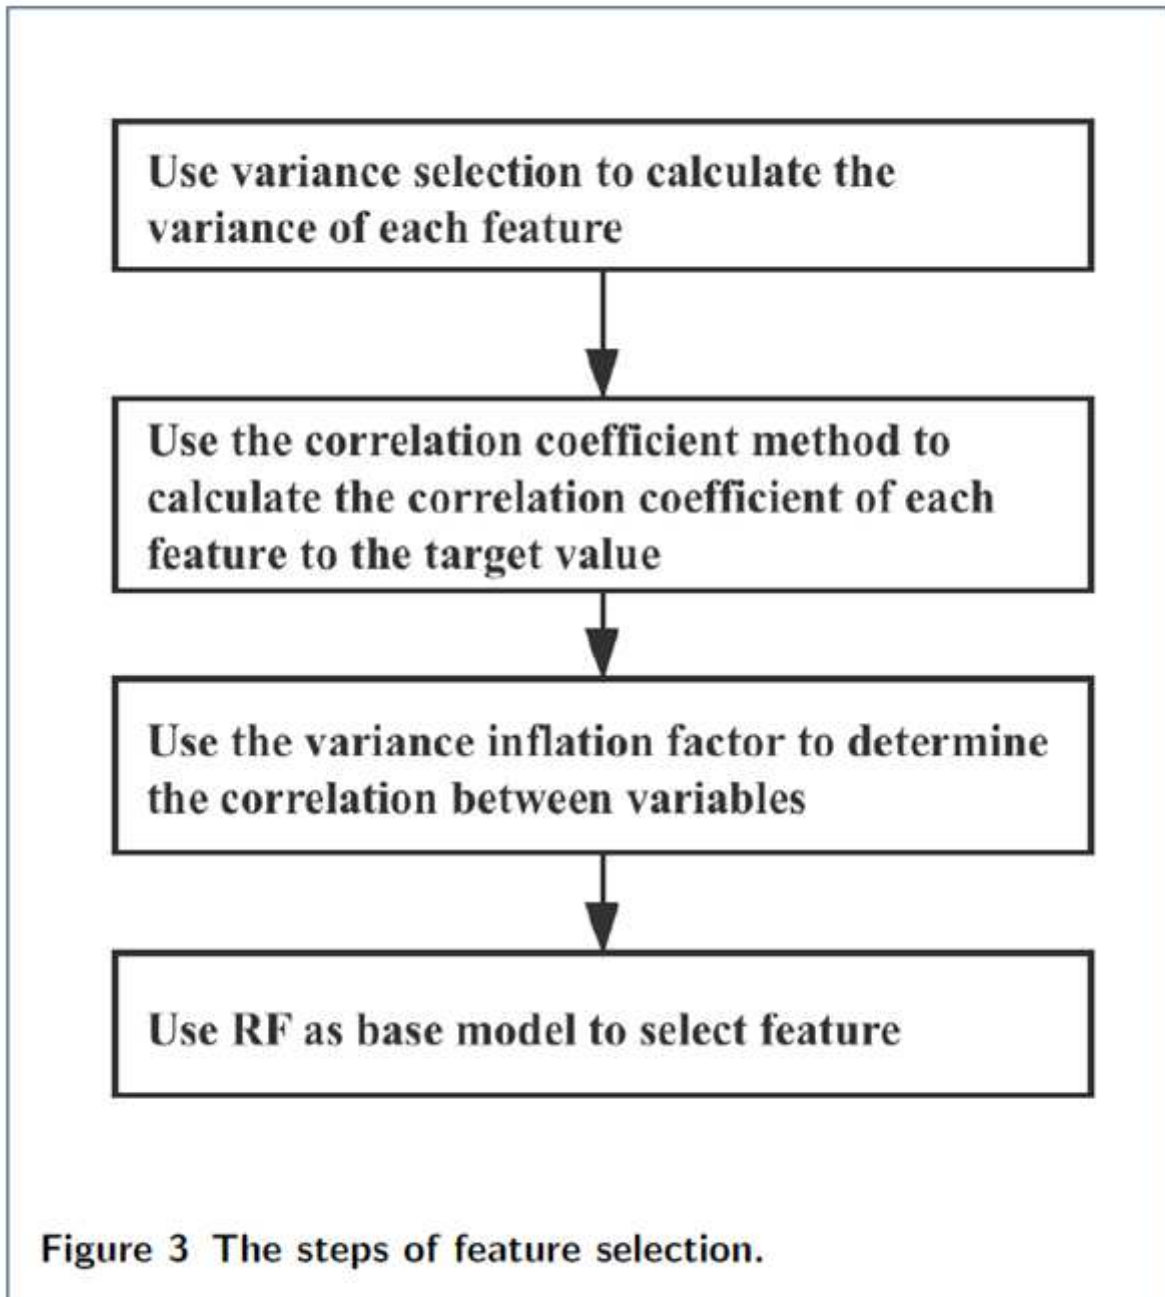 Use variance selection to calculate the
variance of each feature
Use the correlation coefficient method to
calculate the correlation coefficient of each
feature to the target value
Use the variance inflation factor to determine
the correlation between variables
Use RF as base model to select feature
Figure 3 The steps of feature selection.